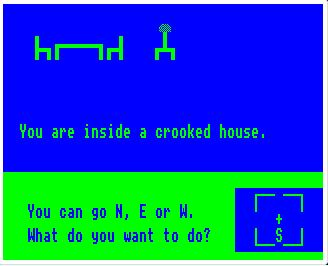 You are inside a crooked house.
You can go N, E or W.
What do you want to do?
+
S